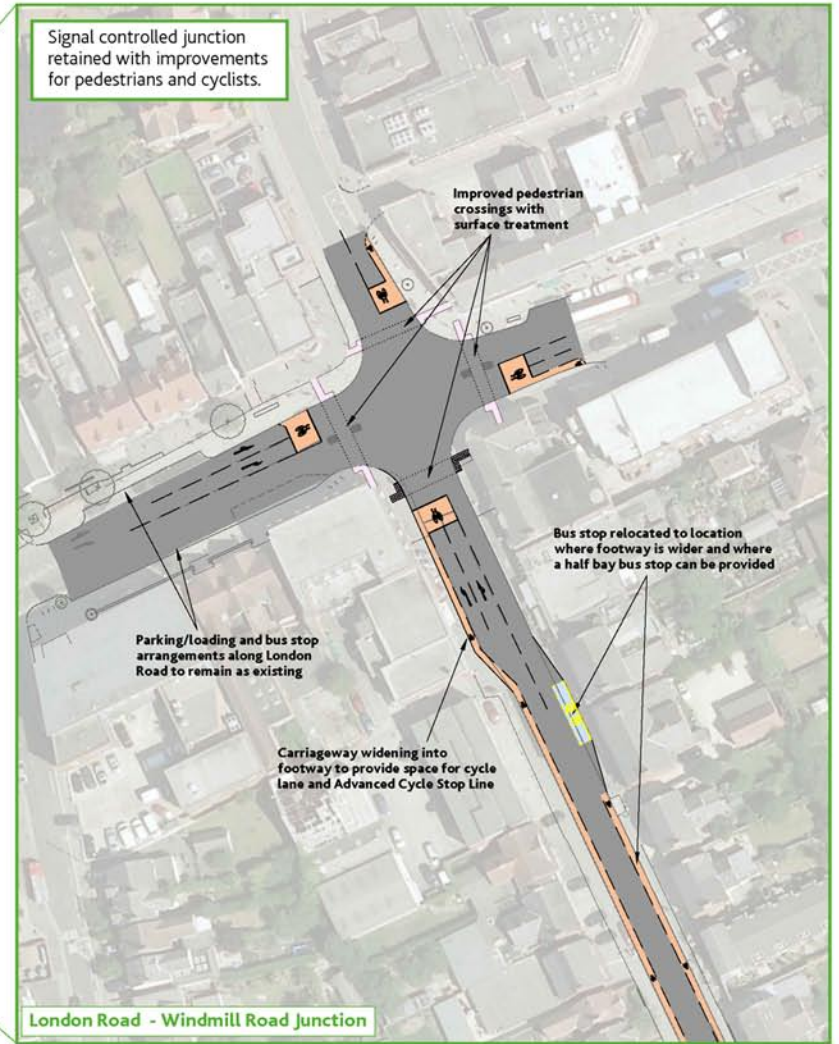 Signal controlled junction
retained with improvements
for pedestrians and cyclists.
Improved pedestrian
crossings with
surface treatment
Bus stop relocated to location
where footway is wider and where
a half bay bus stop can be provided
Parking/loading and bus stop
arrangements along London
Road to remain as existing
Carriageway widening into
footway to provide space for cycle
lane and Advanced Cycle Stop Line
London Road - Windmill Road Junction